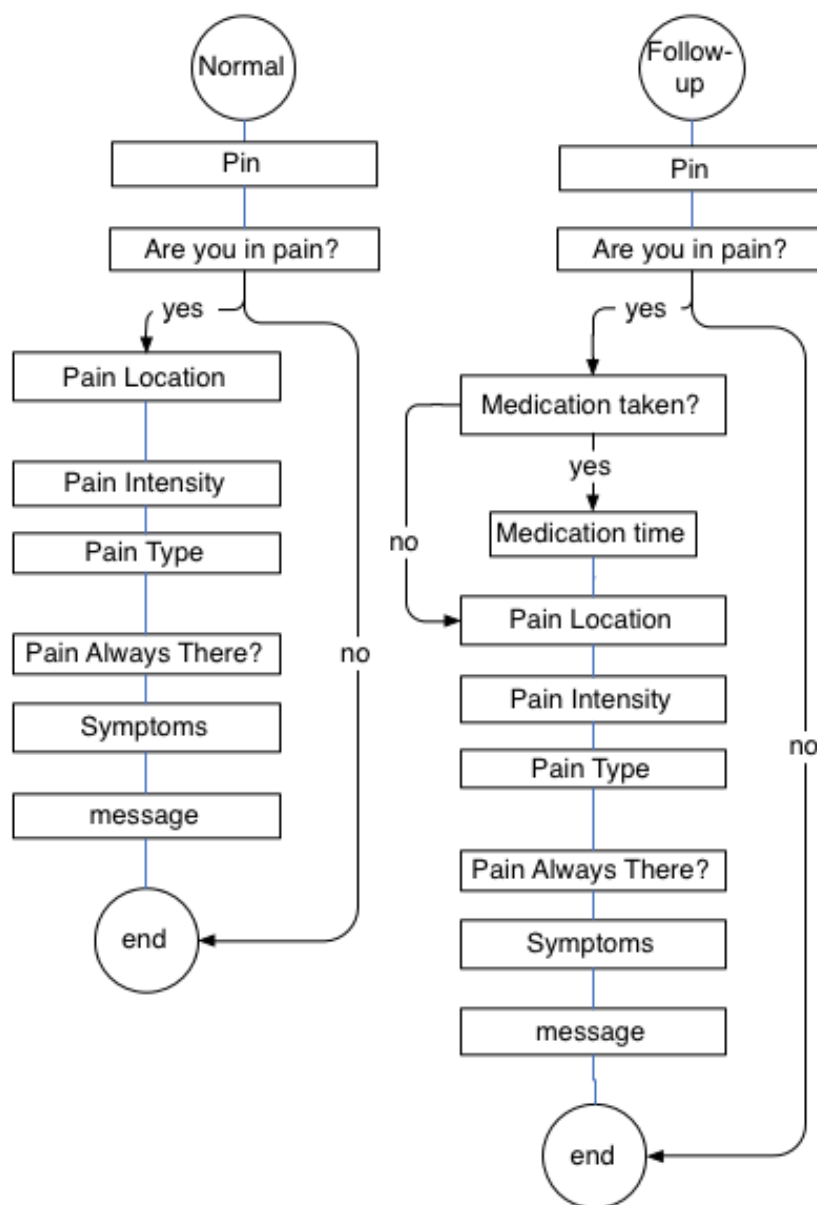 Normal
Pin
Are you in pain?
yes
Pain Location
Pain Intensity
Pain Type
Pain Always There?
no
Symptoms
message
end
Follow-
up
Pin
Are you in pain?
yes
Medication taken?
yes
no
Medication time
Pain Location
Pain Intensity
Pain Type
no
Pain Always There?
Symptoms
message
end